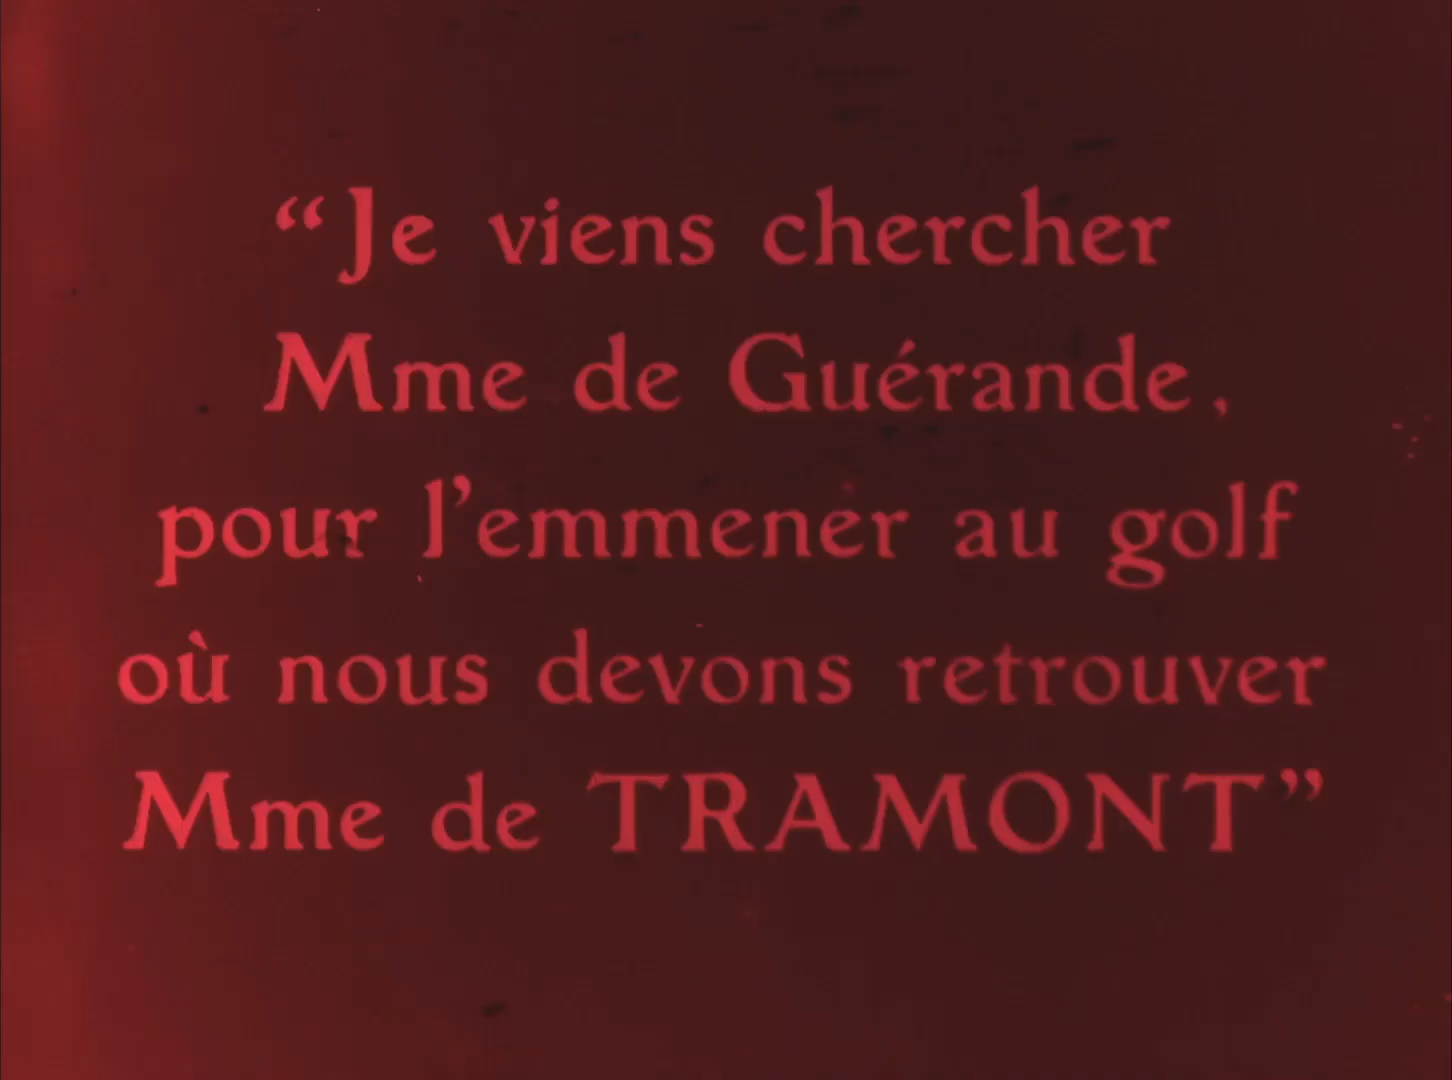 “Je viens chercher
Mme de Guérande,
pour l’emmener au golf
où nous devons retrouver
Mme de TRAMONT”